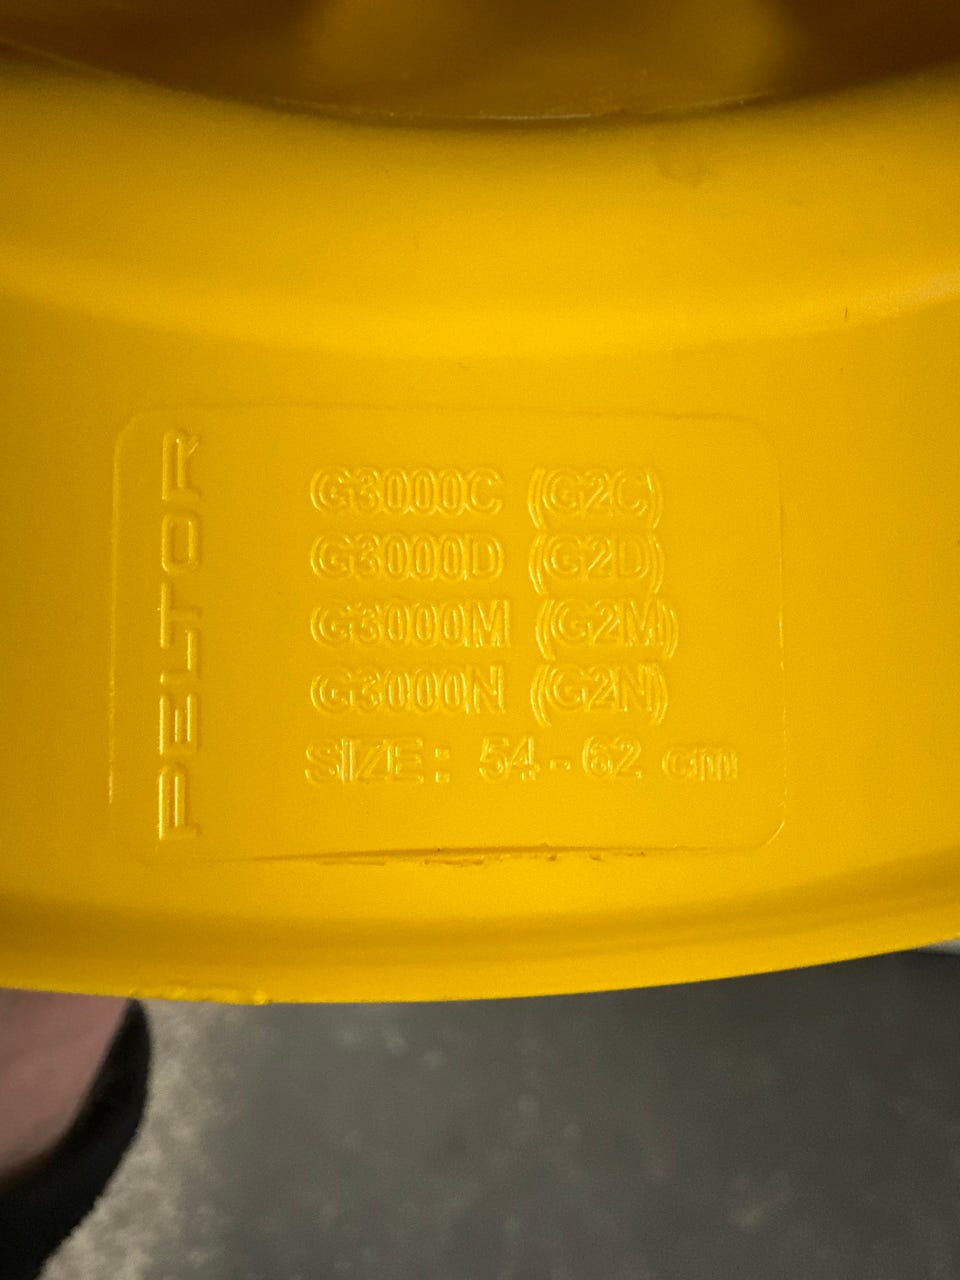 PELTOR
G3000C (G2C)
G3000D (G2D)
G3000M (G2M)
G3000N (G2N)
SIZE: 54-62 cm